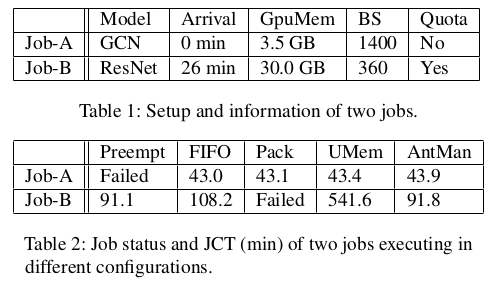 Model Arrival GpuMem BS Quota
Job-A GCN 0 min 3.5 GB 1400 No
Job-B ResNet 26 min 30.0 GB 360 Yes
Table 1: Setup and information of two jobs.
Preempt FIFO Pack UMem AntMan
Job-A Failed 43.0 43.1 43.4 43.9
Job-B 91.1 108.2 Failed 541.6 91.8
Table 2: Job status and JCT (min) of two jobs executing in
different configurations.